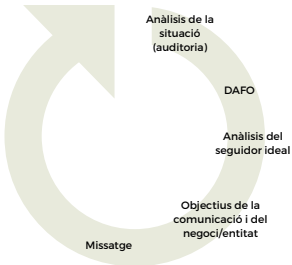 Anàlisis de la
situació
(auditoria)
DAFO
Anàlisis del
seguidor ideal
Objectius de la
comunicació i del
negoci/entitat
Missatge